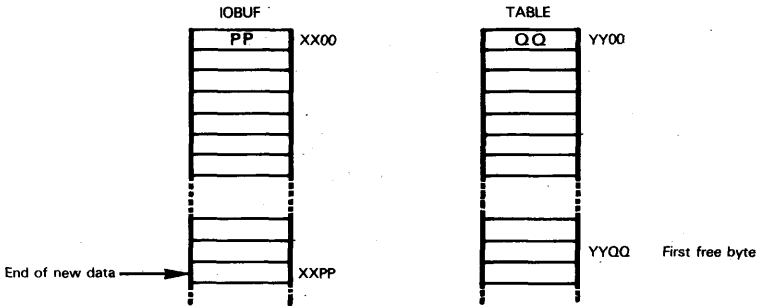 IOBUF TABLE
PP XX00 QQ YY00
YYQQ First free byte
End of new data XXPP